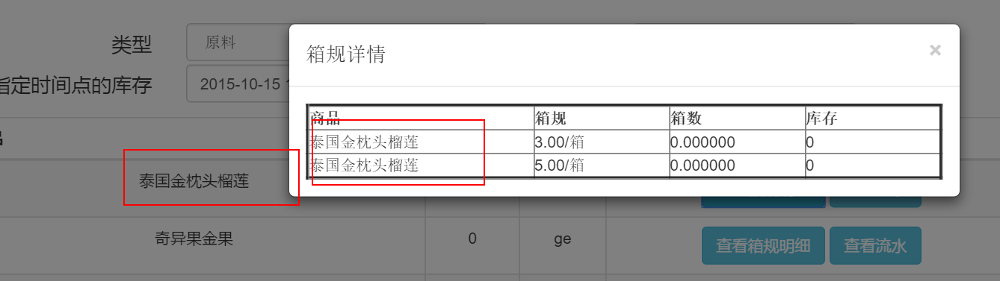 类型 原料
指定时间点的库存 2015-10-15
箱规详情 ×
商品 箱规 箱数 库存
泰国金枕头榴莲 3.00/箱 0.000000 0
泰国金枕头榴莲 5.00/箱 0.000000 0
泰国金枕头榴莲
奇异果金果 0 ge 查看箱规明细 查看流水